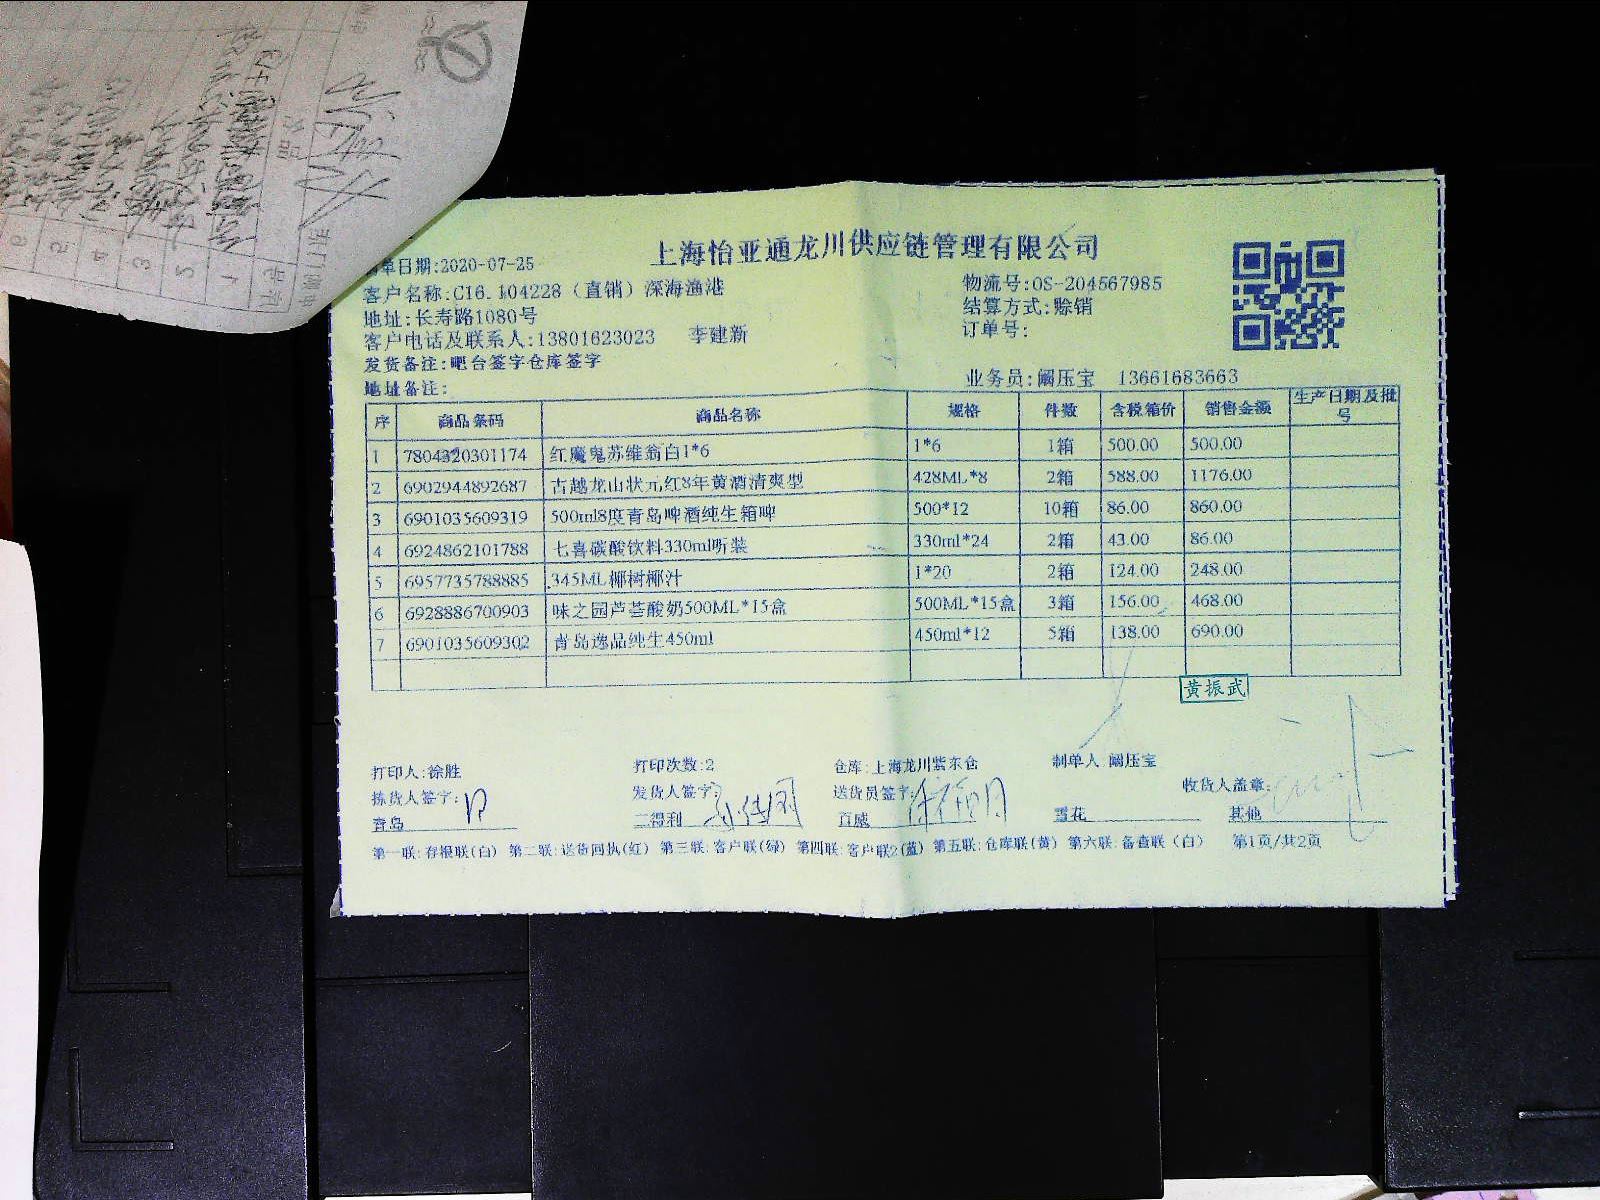 上海怡亚通龙川供应链管理有限公司
单日期:2020-07-25
客户名称:C16.104228（直销）深海渔港
物流号:OS-204567985
地址:长寿路1080号
结算方式:赊销
客户电话及联系人:13801623023 李建新
订单号:
发货备注:吧台签字仓库签字
地址备注:
业务员:阚压宝 13661683663
序 商品条码 商品名称 规格 件数 含税箱价 销售金额 生产日期及批号
1 7804320301174 红魔鬼苏维翁白1*6 1*6 1箱 500.00 500.00
2 6902944892687 古越龙山状元红8年黄酒清爽型 428ML*8 2箱 588.00 1176.00
3 6901035609319 500ml8度青岛啤酒纯生箱啤 500*12 10箱 86.00 860.00
4 6924862101788 七喜碳酸饮料330ml听装 330ml*24 2箱 43.00 86.00
5 6957735788885 345ML椰树椰汁 1*20 2箱 124.00 248.00
6 6928886700903 味之园芦荟酸奶500ML*15盒 500ML*15盒 3箱 156.00 468.00
7 6901035609302 青岛逸品纯生450ml 450ml*12 5箱 138.00 690.00
黄振武
打印人:徐胜 打印次数:2 仓库:上海龙川紫东仓 制单人 阚压宝
拣货人签字: 发货人签字: 送货员签字: 收货人盖章:
青岛 三得利 百威 雪花 其他
第一联:存根联(白) 第二联:送货回执(红) 第三联:客户联(绿) 第四联:客户联2(蓝) 第五联:仓库联(黄) 第六联:备查联（白） 第1页/共2页